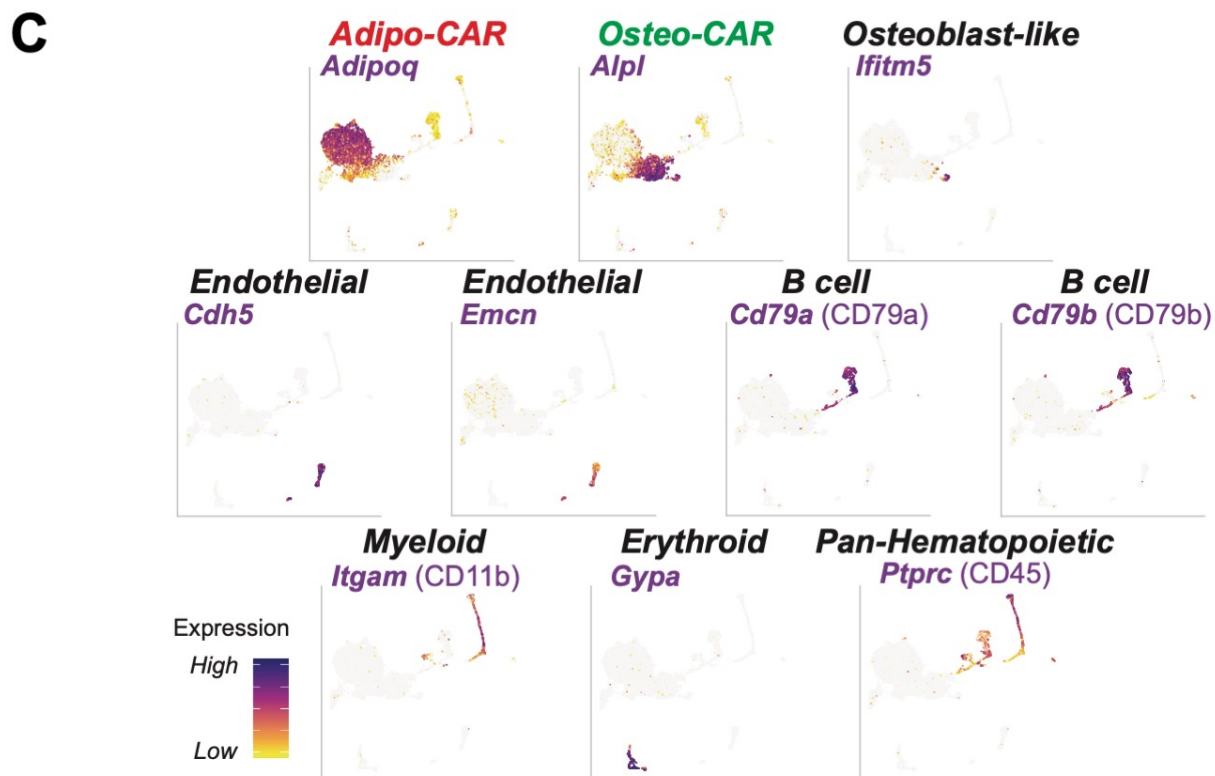 C
Adipo-CAR
Adipoq
Osteo-CAR
Alpl
Osteoblast-like
Ifitm5
Endothelial
Cdh5
Endothelial
Emcn
B cell
Cd79a (CD79a)
B cell
Cd79b (CD79b)
Myeloid
Itgam (CD11b)
Erythroid
Gypa
Pan-Hematopoietic
Ptprc (CD45)
Expression
High
Low